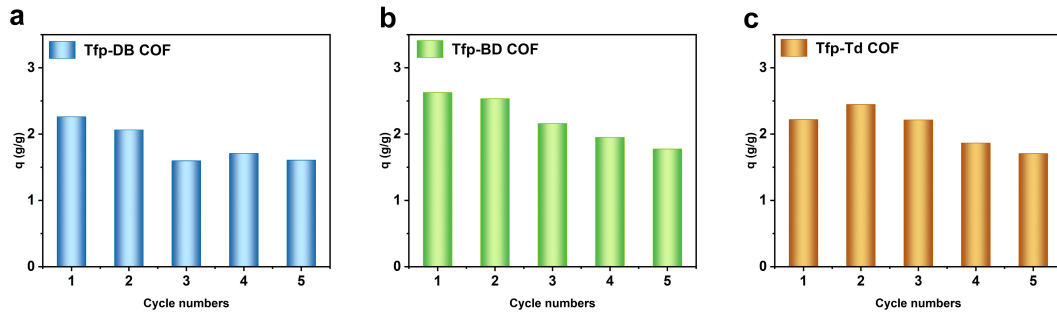 a
Tfp-DB COF
3
2
1
0
q (g/g)
1 2 3 4 5
Cycle numbers
b
Tfp-BD COF
3
2
1
0
q (g/g)
1 2 3 4 5
Cycle numbers
c
Tfp-Td COF
3
2
1
0
q (g/g)
1 2 3 4 5
Cycle numbers